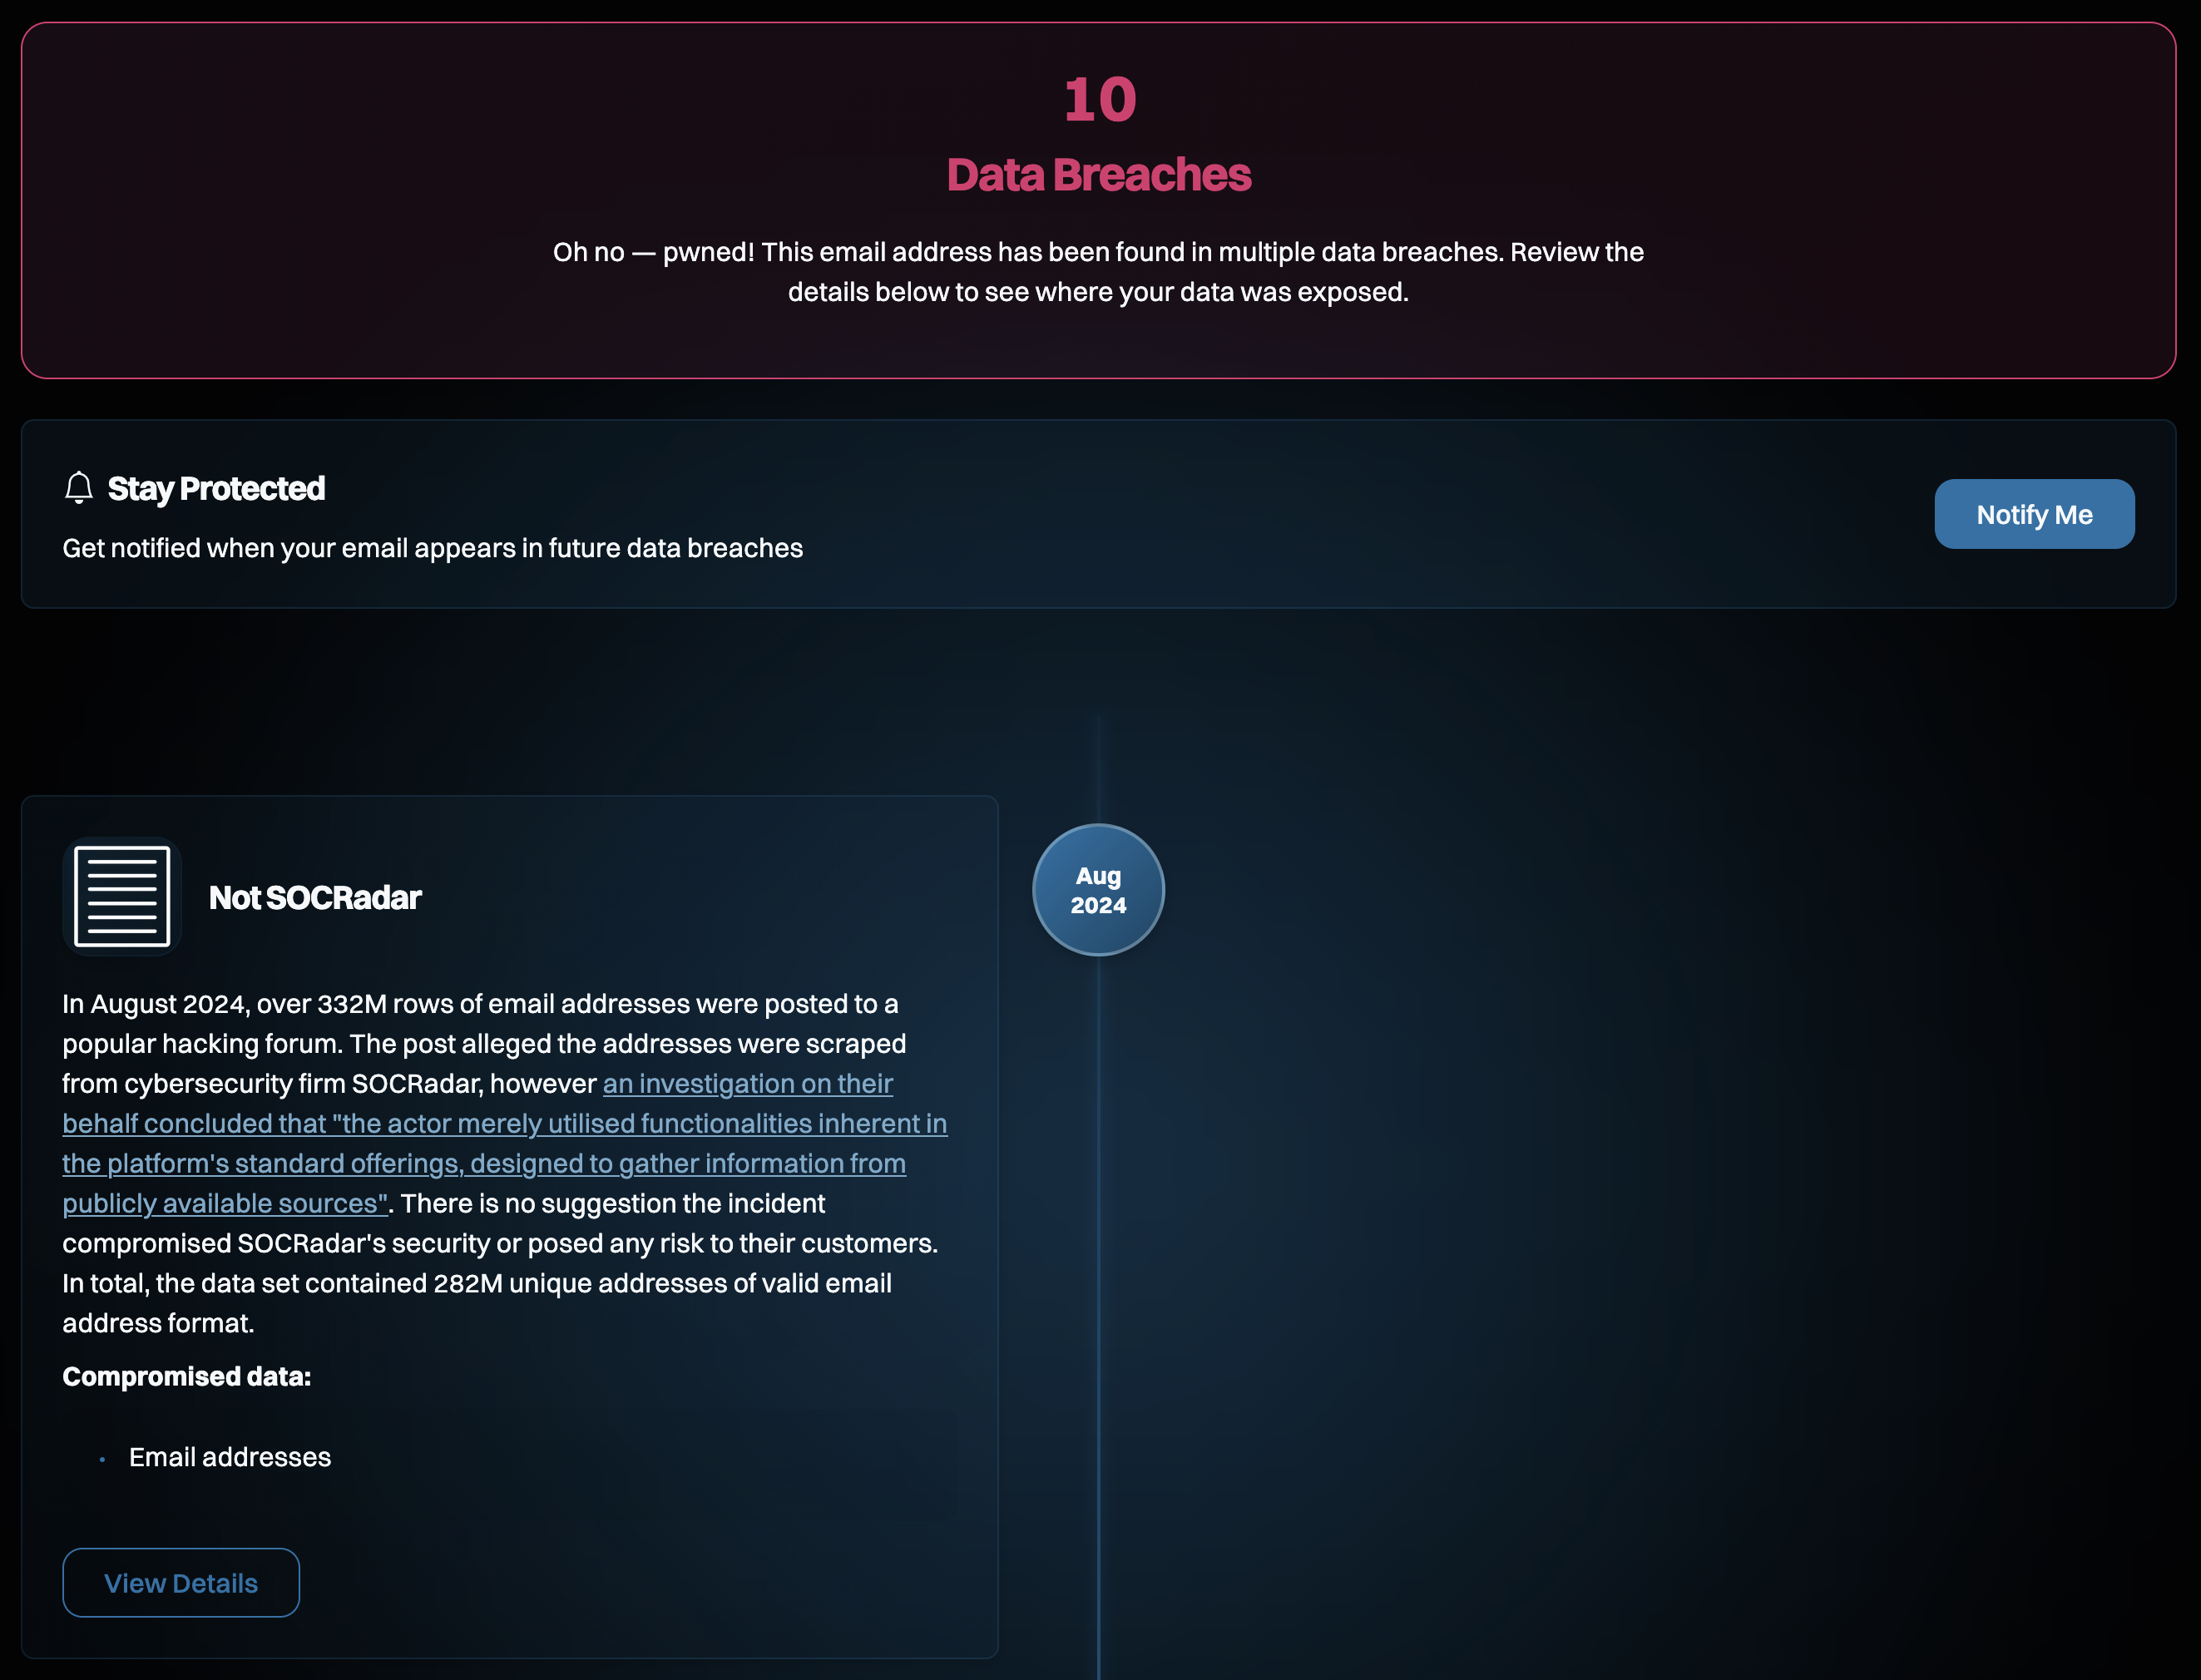 10
Data Breaches
Oh no — pwned! This email address has been found in multiple data breaches. Review the
details below to see where your data was exposed.
Stay Protected
Get notified when your email appears in future data breaches
Notify Me
Aug
2024
Not SOCRadar
In August 2024, over 332M rows of email addresses were posted to a
popular hacking forum. The post alleged the addresses were scraped
from cybersecurity firm SOCRadar, however an investigation on their
behalf concluded that "the actor merely utilised functionalities inherent in
the platform's standard offerings, designed to gather information from
publicly available sources". There is no suggestion the incident
compromised SOCRadar's security or posed any risk to their customers.
In total, the data set contained 282M unique addresses of valid email
address format.
Compromised data:
• Email addresses
View Details